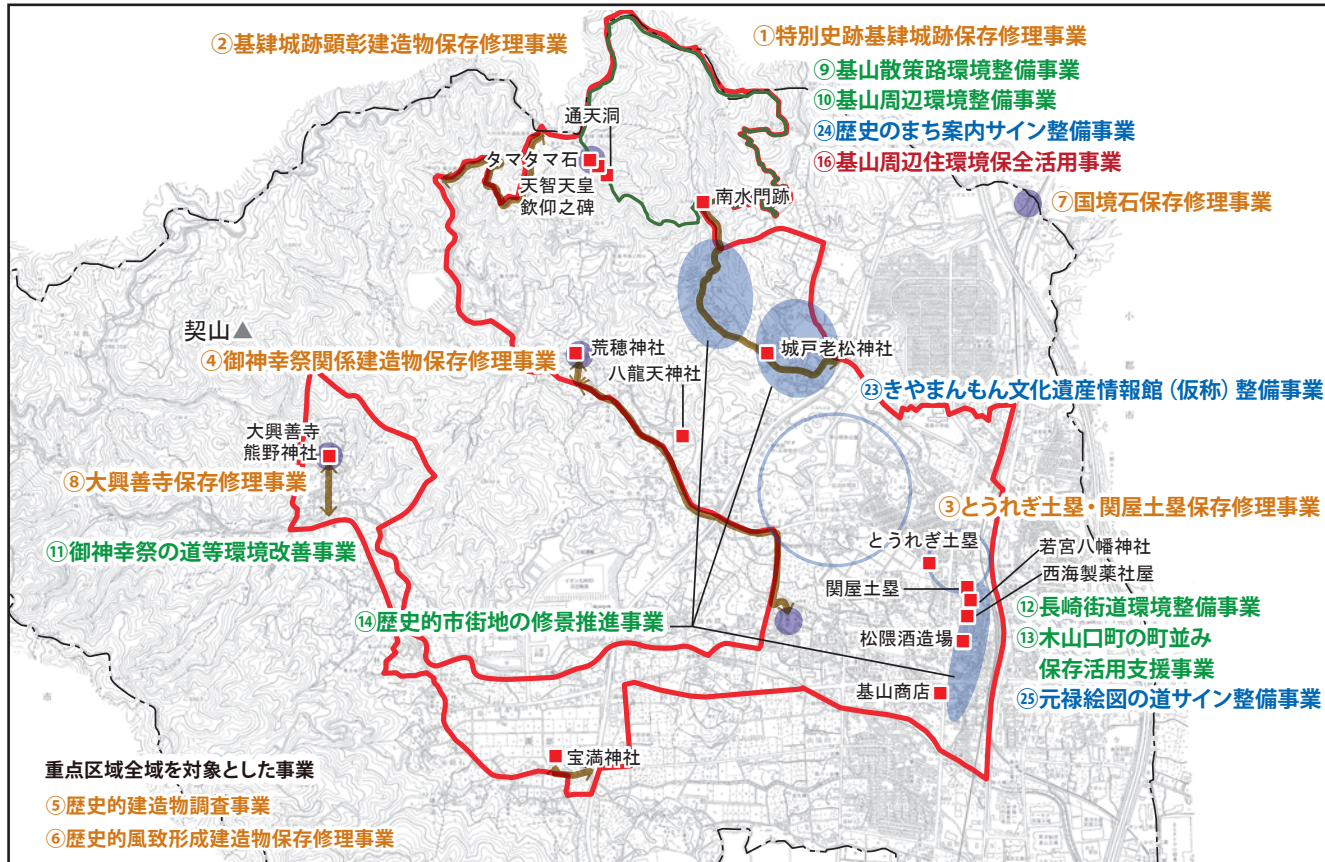 ②基肄城跡顕彰建造物保存修理事業
①特別史跡基肄城跡保存修理事業
⑨基山散策路環境整備事業
⑩基山周辺環境整備事業
㉔歴史のまち案内サイン整備事業
⑯基山周辺住環境保全活用事業
通天洞
タマタマ石
天智天皇
欽仰之碑
南水門跡
⑦国境石保存修理事業
契山
小郡市
④御神幸祭関係建造物保存修理事業
荒穂神社
八龍天神社
城戸老松神社
㉓きやまんもん文化遺産情報館（仮称）整備事業
大興善寺
熊野神社
⑧大興善寺保存修理事業
③とうれぎ土塁・関屋土塁保存修理事業
⑪御神幸祭の道等環境改善事業
とうれぎ土塁
若宮八幡神社
関屋土塁
西海製薬社屋
⑭歴史的市街地の修景推進事業
松隈酒造場
⑫長崎街道環境整備事業
⑬木山口町の町並み
保存活用支援事業
基山商店
㉕元禄絵図の道サイン整備事業
市
宝満神社
重点区域全域を対象とした事業
⑤歴史的建造物調査事業
⑥歴史的風致形成建造物保存修理事業